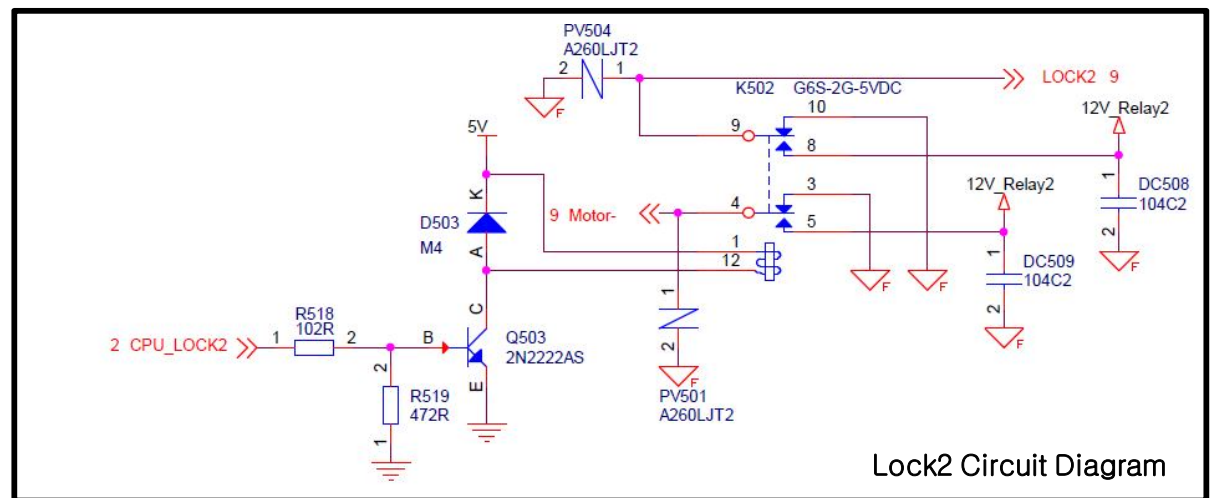 PV504
A260LJT2
2 1
LOCK2 9
F
K502 G6S-2G-5VDC
10
12V_Relay2
9
8
5V
K
1
DC508
104C2
2
F
3
12V_Relay2
9 Motor-
4
5
D503
M4
A
1
12
F F
1
DC509
104C2
2
F
C
1
R518
102R
2 CPU_LOCK2
1 2
B
Q503
2N2222AS
2
F
E
2
R519
472R
1
PV501
A260LJT2
Lock2 Circuit Diagram